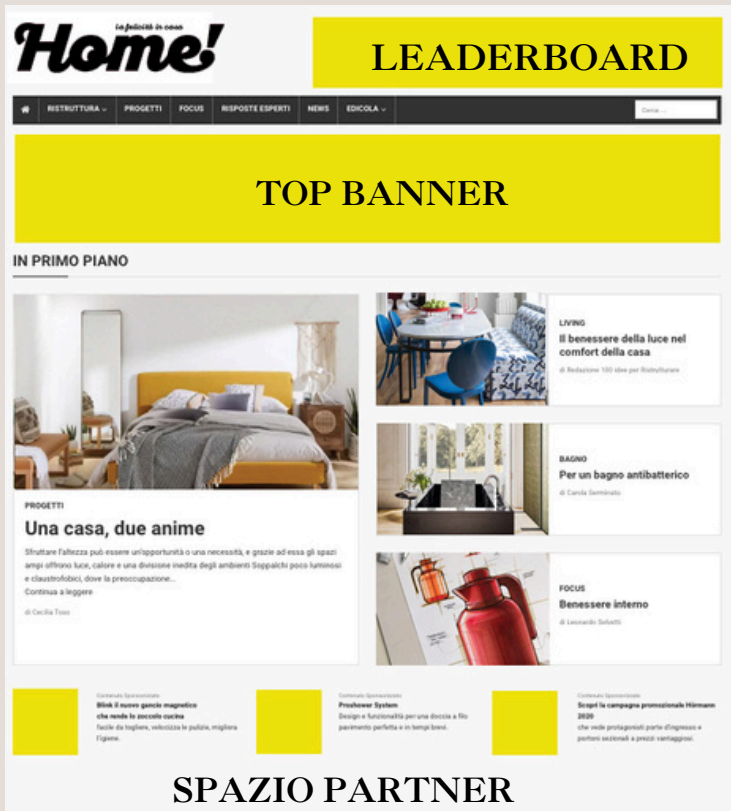 la felicità in casa
Home!
LEADERBOARD
RISTRUTTURA
PROGETTI
FOCUS
RISPOSTE ESPERTI
NEWS
EDICOLA
Cerca ...
TOP BANNER
IN PRIMO PIANO
PROGETTI
Una casa, due anime
Sfruttare l'altezza può essere un'opportunità o una necessità, e grazie ad essa gli spazi
ampi offrono luce, calore e una divisione inedita degli ambienti Soppalchi poco luminosi
e claustrofobici, dove la preoccupazione...
Continua a leggere
di Cecilia Toso
LIVING
Il benessere della luce nel
comfort della casa
di Redazione 100 idee per Ristrutturare
BAGNO
Per un bagno antibatterico
di Carola Serminato
FOCUS
Benessere interno
di Leonardo Selvetti
Contenuto Sponsorizzato
Blink il nuovo gancio magnetico
che rende lo zoccolo cucina
facile da togliere, velocizza le pulizie, migliora
l'igiene.
Contenuto Sponsorizzato
Proshower System
Design e funzionalità per una doccia a filo
pavimento perfetta e in tempi brevi.
Contenuto Sponsorizzato
Scopri la campagna promozionale Hörmann
2020
che vede protagonisti porte d'ingresso e
portoni sezionali a prezzi vantaggiosi.
SPAZIO PARTNER